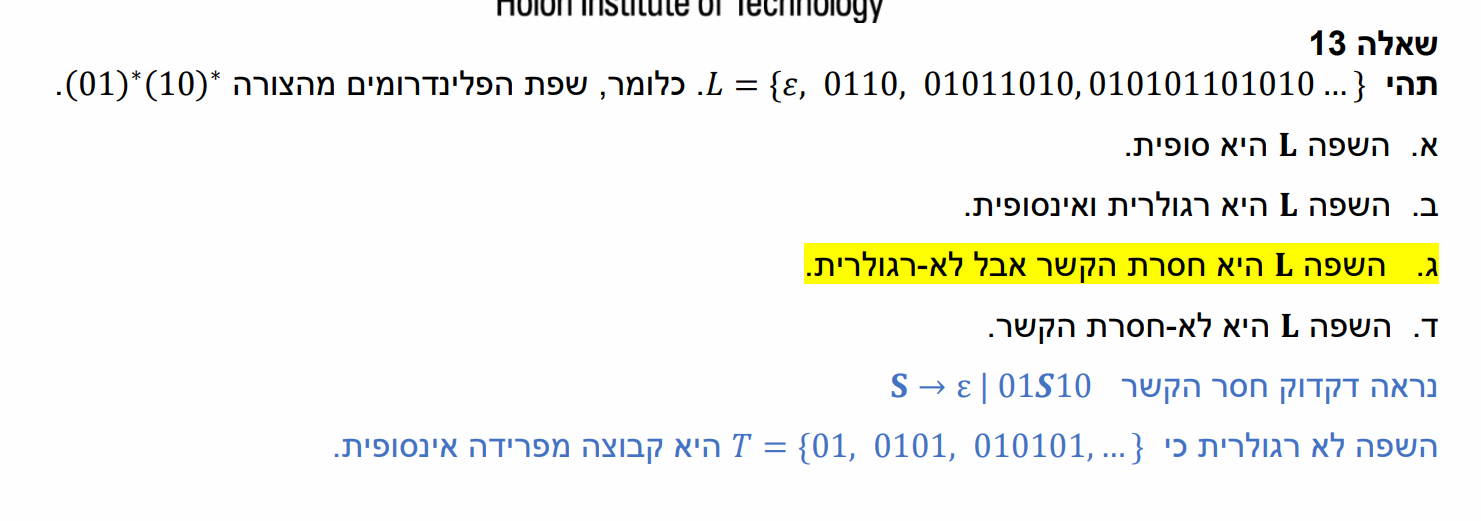 Holon Institute of Technology
שאלה 13
תהי L = {ε, 0110, 01011010, 010101101010 … }. כלומר, שפת הפלינדרומים מהצורה (01)*(10)*.
א. השפה L היא סופית.
ב. השפה L היא רגולרית ואינסופית.
ג. השפה L היא חסרת הקשר אבל לא-רגולרית.
ד. השפה L היא לא-חסרת הקשר.
נראה דקדוק חסר הקשר S → ε | 01S10
השפה לא רגולרית כי T = {01, 0101, 010101, … } היא קבוצה מפרידה אינסופית.